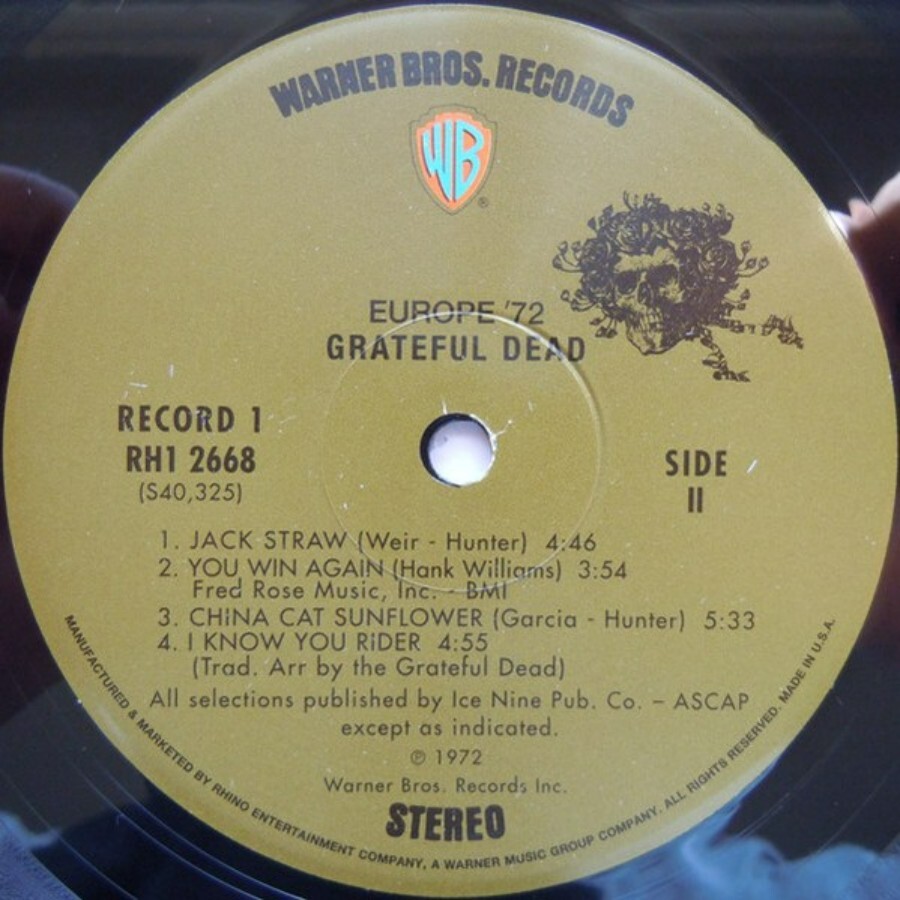 WARNER BROS. RECORDS
WB
®
EUROPE '72
GRATEFUL DEAD
RECORD 1
RH1 2668
(S40,325)
SIDE
II
1. JACK STRAW (Weir - Hunter) 4:46
2. YOU WIN AGAIN (Hank Williams) 3:54
Fred Rose Music, Inc. - BMI
3. CHINA CAT SUNFLOWER (Garcia - Hunter) 5:33
4. I KNOW YOU RIDER 4:55
(Trad. Arr by the Grateful Dead)
All selections published by Ice Nine Pub. Co. – ASCAP
except as indicated.
℗ 1972
Warner Bros. Records Inc.
STEREO
MANUFACTURED & MARKETED BY RHINO ENTERTAINMENT COMPANY, A WARNER MUSIC GROUP COMPANY. ALL RIGHTS RESERVED. MADE IN U.S.A.